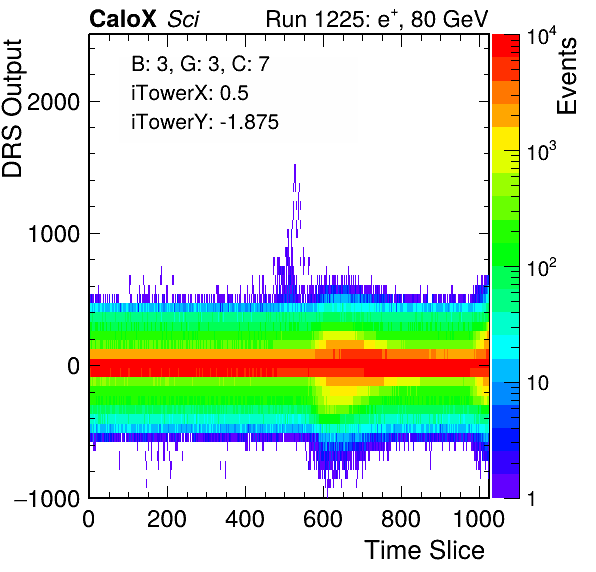 CaloX Sci Run 1225: e⁺, 80 GeV
B: 3, G: 3, C: 7
iTowerX: 0.5
iTowerY: -1.875
DRS Output
2000
1000
0
−1000
0 200 400 600 800 1000
Time Slice
Events
10⁴
10³
10²
10
1